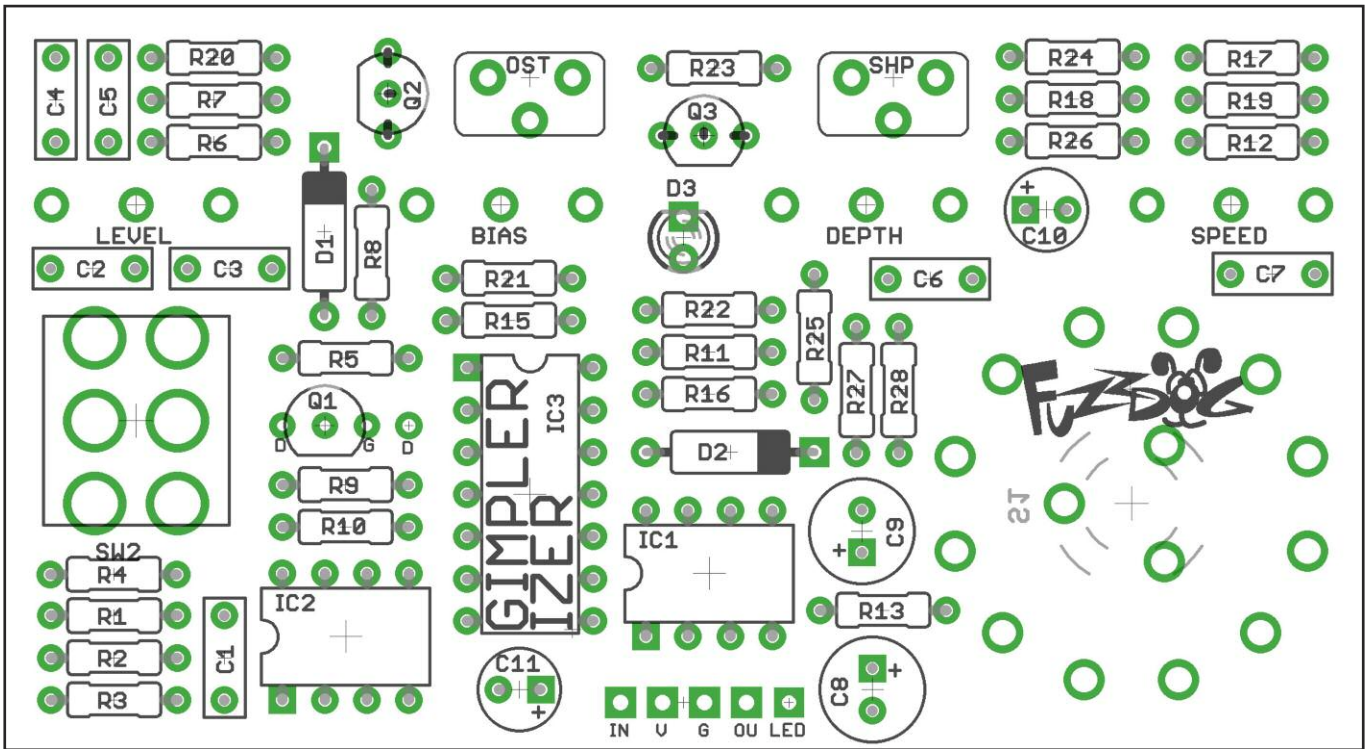 C4
C5
R20
R7
R6
Q2
OST
R23
Q3
SHP
R24
R18
R26
R17
R19
R12
D3
+
C10
LEVEL
BIAS
DEPTH
SPEED
C2
C3
D1
R8
R21
R15
R22
R11
R16
R25
C6
C7
R27
R28
FuzzDog
R5
Q1
D G D
IC3
GIMPLER
IZER
D2
R9
R10
S1
SW2
R4
R1
R2
R3
C1
IC2
IC1
C9
+
R13
C11
+
C8
+
IN V G OU LED